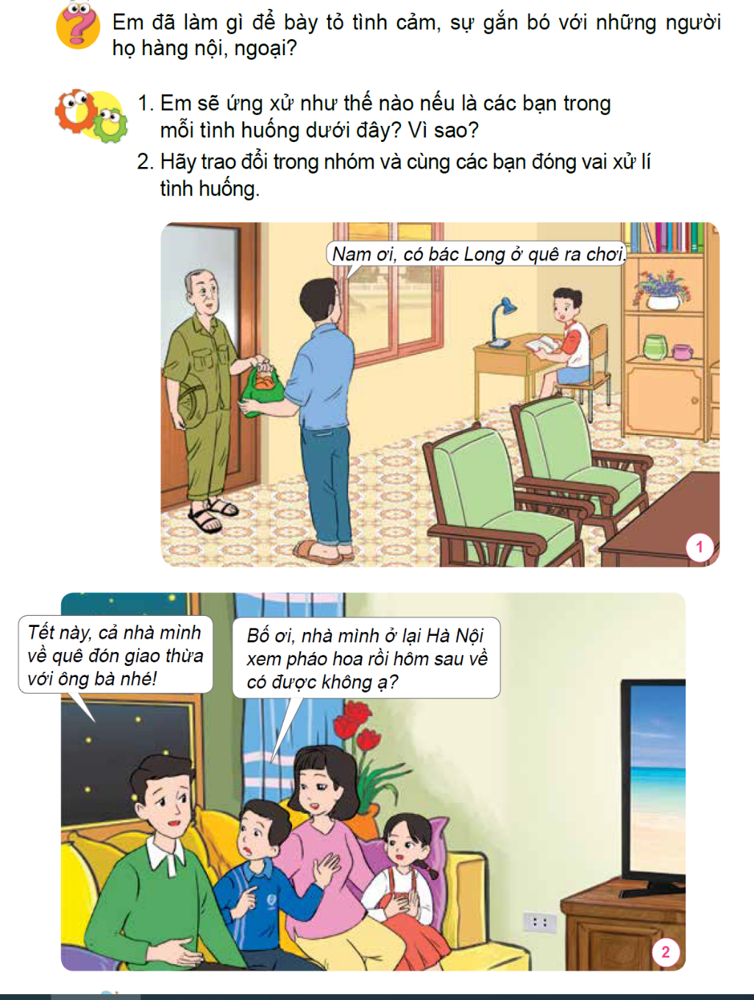 Em đã làm gì để bày tỏ tình cảm, sự gắn bó với những người
họ hàng nội, ngoại?
1. Em sẽ ứng xử như thế nào nếu là các bạn trong
mỗi tình huống dưới đây? Vì sao?
2. Hãy trao đổi trong nhóm và cùng các bạn đóng vai xử lí
tình huống.
Nam ơi, có bác Long ở quê ra chơi.
1
Tết này, cả nhà mình
về quê đón giao thừa
với ông bà nhé!
Bố ơi, nhà mình ở lại Hà Nội
xem pháo hoa rồi hôm sau về
có được không ạ?
2